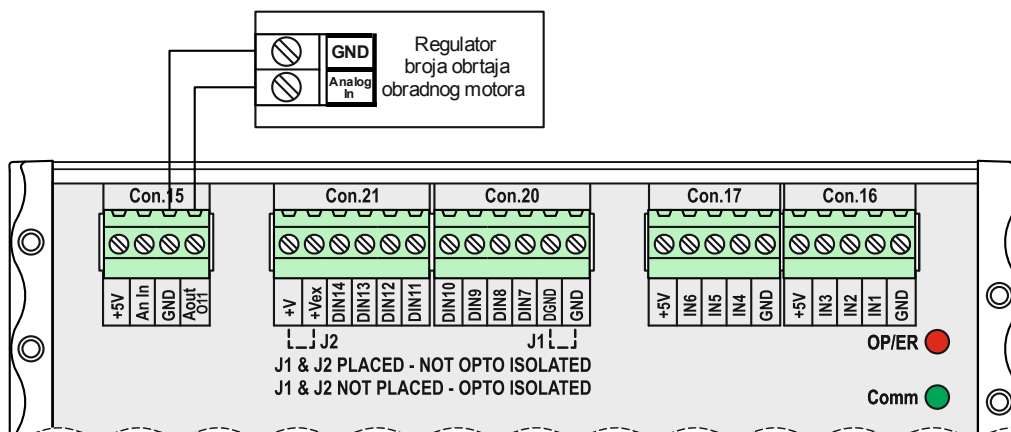 GND
Analog
In
Regulator
broja obrtaja
obradnog motora
Con.15
Con.21
Con.20
Con.17
Con.16
+5V
An In
GND
Aout
O11
+V
+Vex
DIN14
DIN13
DIN12
DIN11
DIN10
DIN9
DIN8
DIN7
DGND
GND
+5V
IN6
IN5
IN4
GND
+5V
IN3
IN2
IN1
GND
J2
J1
J1 & J2 PLACED - NOT OPTO ISOLATED
J1 & J2 NOT PLACED - OPTO ISOLATED
OP/ER
Comm